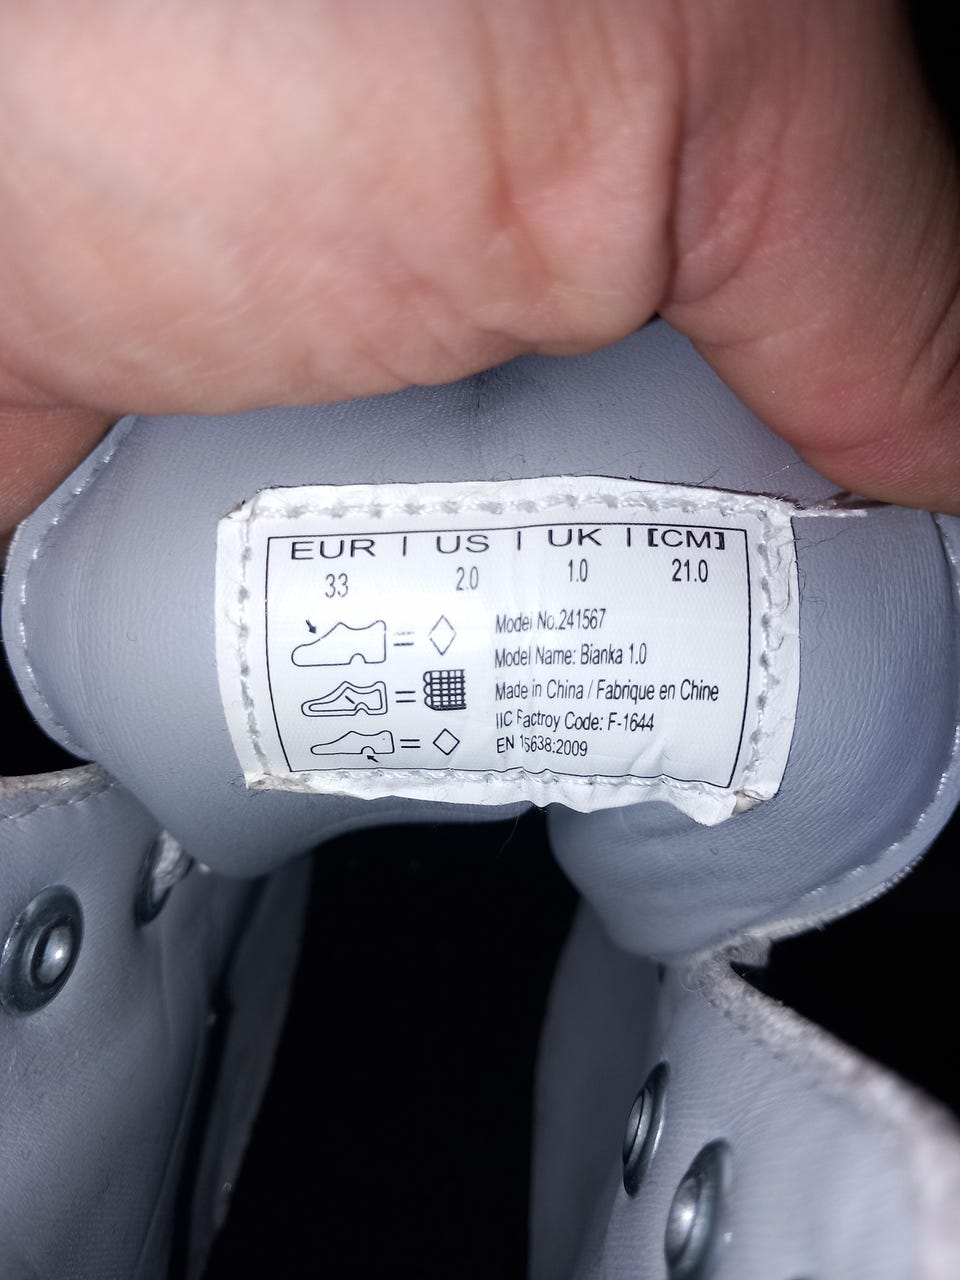 EUR | US | UK | [CM]
33 2.0 1.0 21.0
Model No.241567
Model Name: Bianka 1.0
Made in China / Fabrique en Chine
IIC Factroy Code: F-1644
EN 15638:2009